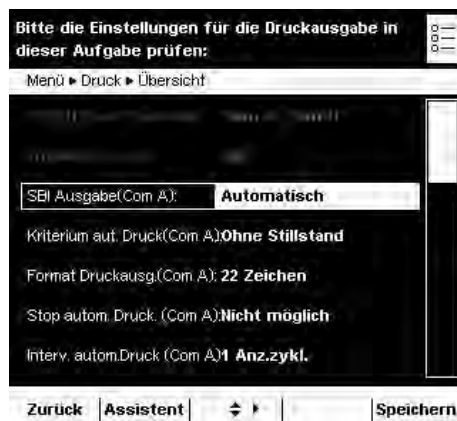 Bitte die Einstellungen für die Druckausgabe in
dieser Aufgabe prüfen:
Menü ▸ Druck ▸ Übersicht
SBI Ausgabe(Com A): Automatisch
Kriterium aut. Druck(Com A):Ohne Stillstand
Format Druckausg.(Com A): 22 Zeichen
Stop autom. Druck. (Com A):Nicht möglich
Interv. autom.Druck (Com A)1 Anz.zykl.
Zurück Assistent Speichern